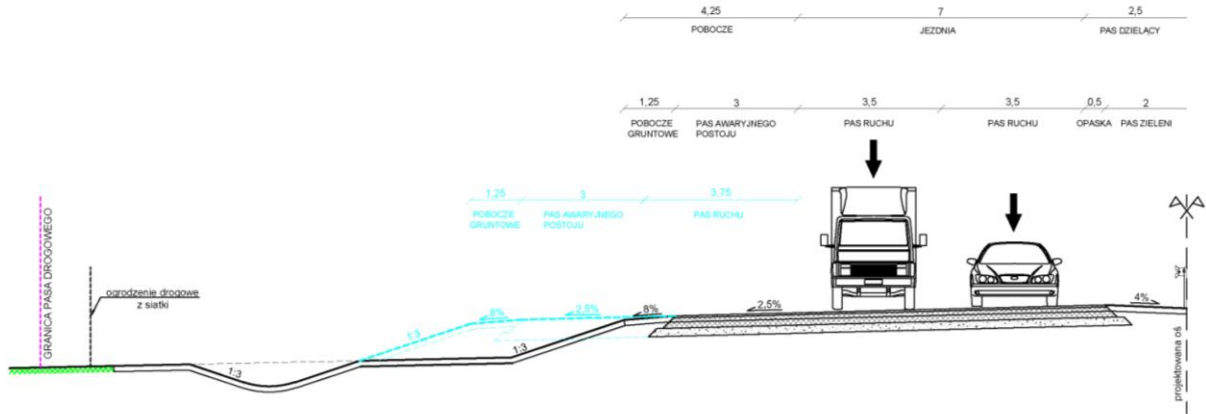 4,25
7
2,5
POBOCZE
JEZDNIA
PAS DZIELĄCY
1,25
3
3,5
3,5
0,5
2
POBOCZE
GRUNTOWE
PAS AWARYJNEGO
POSTOJU
PAS RUCHU
PAS RUCHU
OPASKA
PAS ZIELENI
1,25
3
3,75
POBOCZE
GRUNTOWE
PAS AWARYJNEGO
POSTOJU
PAS RUCHU
GRANICA PASA DROGOWEGO
ogrodzenie drogowe
z siatki
8%
2,5%
8%
2,5%
4%
1:3
1:3
1:3
projektowana oś